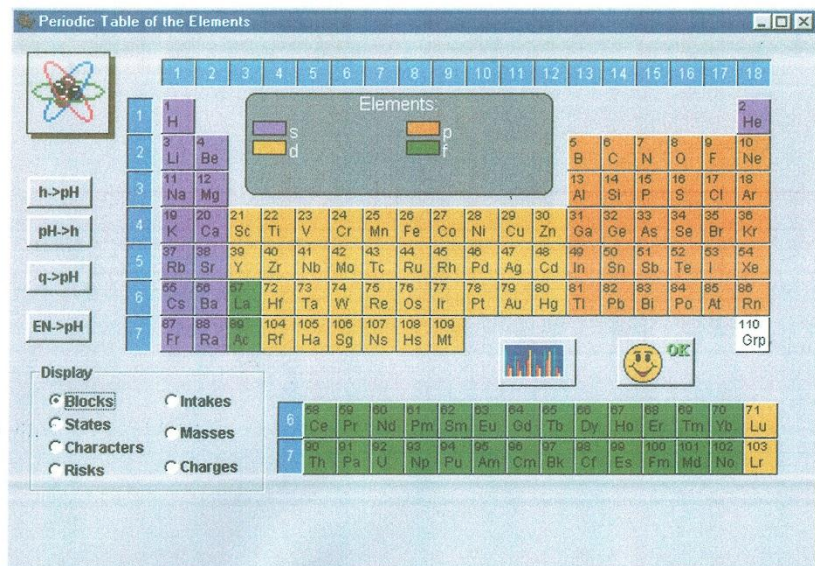 Periodic Table of the Elements
1 2 3 4 5 6 7 8 9 10 11 12 13 14 15 16 17 18
Elements:
s p
d f
1 1 H 2 He
2 3 Li 4 Be 5 B 6 C 7 N 8 O 9 F 10 Ne
3 11 Na 12 Mg 13 Al 14 Si 15 P 16 S 17 Cl 18 Ar
4 19 K 20 Ca 21 Sc 22 Ti 23 V 24 Cr 25 Mn 26 Fe 27 Co 28 Ni 29 Cu 30 Zn 31 Ga 32 Ge 33 As 34 Se 35 Br 36 Kr
5 37 Rb 38 Sr 39 Y 40 Zr 41 Nb 42 Mo 43 Tc 44 Ru 45 Rh 46 Pd 47 Ag 48 Cd 49 In 50 Sn 51 Sb 52 Te 53 I 54 Xe
6 55 Cs 56 Ba 57 La 72 Hf 73 Ta 74 W 75 Re 76 Os 77 Ir 78 Pt 79 Au 80 Hg 81 Tl 82 Pb 83 Bi 84 Po 85 At 86 Rn
7 87 Fr 88 Ra 89 Ac 104 Rf 105 Ha 106 Sg 107 Ns 108 Hs 109 Mt 110 Grp
h->pH
pH->h
q->pH
EN->pH
OK
Display
Blocks Intakes
States
Masses
Characters
Risks Charges
6 58 Ce 59 Pr 60 Nd 61 Pm 62 Sm 63 Eu 64 Gd 65 Tb 66 Dy 67 Ho 68 Er 69 Tm 70 Yb 71 Lu
7 90 Th 91 Pa 92 U 93 Np 94 Pu 95 Am 96 Cm 97 Bk 98 Cf 99 Es 100 Fm 101 Md 102 No 103 Lr